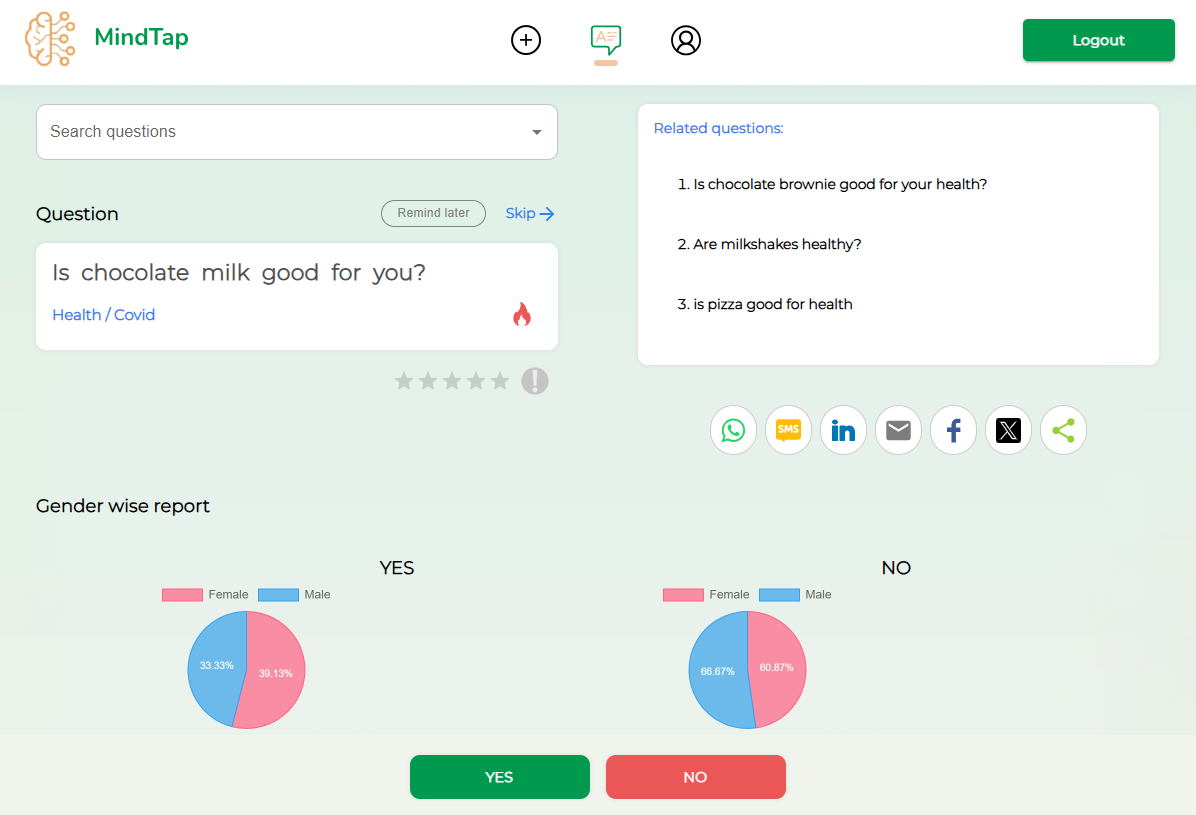 MindTap
A
Logout
Search questions
Related questions:
1. Is chocolate brownie good for your health?
2. Are milkshakes healthy?
3. is pizza good for health
Question
Remind later
Skip
Is chocolate milk good for you?
Health / Covid
!
SMS
in
f
X
Gender wise report
YES
Female
Male
33.33%
39.13%
NO
Female
Male
66.67%
60.87%
YES
NO